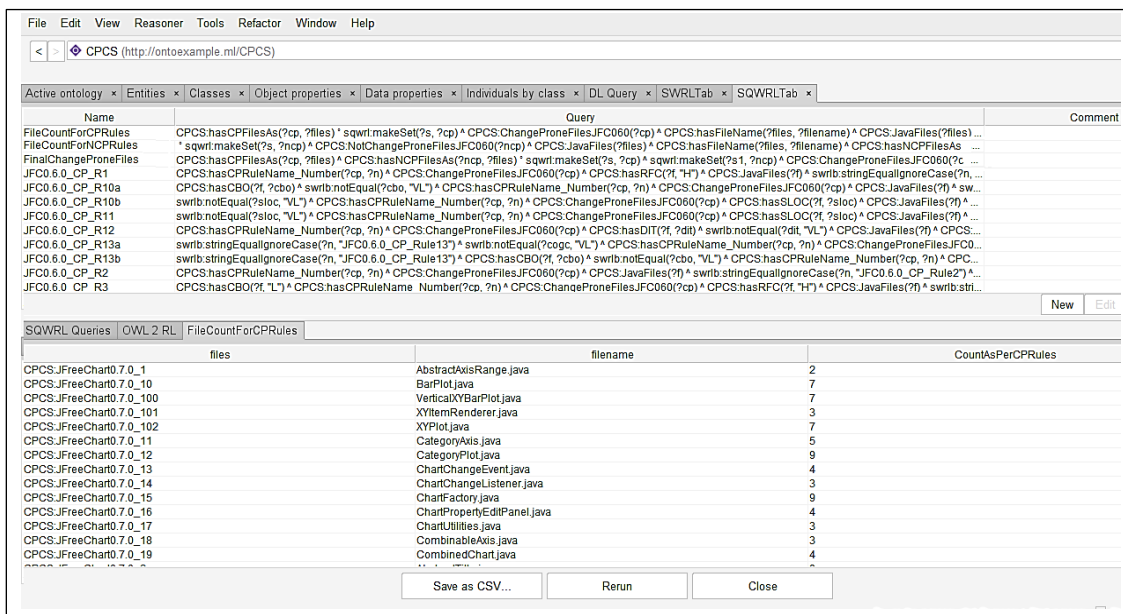 File Edit View Reasoner Tools Refactor Window Help
< > CPCS (http://ontoexample.ml/CPCS)
Active ontology × Entities × Classes × Object properties × Data properties × Individuals by class × DL Query × SWRLTab × SQWRLTab ×
Name Query Comment
FileCountForCPRules CPCS:hasCPFilesAs(?cp, ?files) ° sqwrl:makeSet(?s, ?cp) ^ CPCS:ChangeProneFilesJFC060(?cp) ^ CPCS:hasFileName(?files, ?filename) ^ CPCS:JavaFiles(?files) ...
FileCountForNCPRules ° sqwrl:makeSet(?s, ?ncp) ^ CPCS:NotChangeProneFilesJFC060(?ncp) ^ CPCS:JavaFiles(?files) ^ CPCS:hasFileName(?files, ?filename) ^ CPCS:hasNCPFilesAs ...
FinalChangeProneFiles CPCS:hasCPFilesAs(?cp, ?files) ^ CPCS:hasNCPFilesAs(?ncp, ?files) ° sqwrl:makeSet(?s, ?cp) ^ sqwrl:makeSet(?s1, ?ncp) ^ CPCS:ChangeProneFilesJFC060(?c ...
JFC0.6.0_CP_R1 CPCS:hasCPRuleName_Number(?cp, ?n) ^ CPCS:ChangeProneFilesJFC060(?cp) ^ CPCS:hasRFC(?f, "H") ^ CPCS:JavaFiles(?f) ^ swrlb:stringEqualIgnoreCase(?n, ...
JFC0.6.0_CP_R10a CPCS:hasCBO(?f, ?cbo) ^ swrlb:notEqual(?cbo, "VL") ^ CPCS:hasCPRuleName_Number(?cp, ?n) ^ CPCS:ChangeProneFilesJFC060(?cp) ^ CPCS:JavaFiles(?f) ^ sw...
JFC0.6.0_CP_R10b swrlb:notEqual(?sloc, "VL") ^ CPCS:hasCPRuleName_Number(?cp, ?n) ^ CPCS:ChangeProneFilesJFC060(?cp) ^ CPCS:hasSLOC(?f, ?sloc) ^ CPCS:JavaFiles(?f) ^ ...
JFC0.6.0_CP_R11 swrlb:notEqual(?sloc, "VL") ^ CPCS:hasCPRuleName_Number(?cp, ?n) ^ CPCS:ChangeProneFilesJFC060(?cp) ^ CPCS:hasSLOC(?f, ?sloc) ^ CPCS:JavaFiles(?f) ^ ...
JFC0.6.0_CP_R12 CPCS:hasCPRuleName_Number(?cp, ?n) ^ CPCS:ChangeProneFilesJFC060(?cp) ^ CPCS:hasDIT(?f, ?dit) ^ swrlb:notEqual(?dit, "VL") ^ CPCS:JavaFiles(?f) ^ CPCS:...
JFC0.6.0_CP_R13a swrlb:stringEqualIgnoreCase(?n, "JFC0.6.0_CP_Rule13") ^ swrlb:notEqual(?cogc, "VL") ^ CPCS:hasCPRuleName_Number(?cp, ?n) ^ CPCS:ChangeProneFilesJFC0...
JFC0.6.0_CP_R13b swrlb:stringEqualIgnoreCase(?n, "JFC0.6.0_CP_Rule13") ^ CPCS:hasCBO(?f, ?cbo) ^ swrlb:notEqual(?cbo, "VL") ^ CPCS:hasCPRuleName_Number(?cp, ?n) ^ CPC...
JFC0.6.0_CP_R2 CPCS:hasCPRuleName_Number(?cp, ?n) ^ CPCS:ChangeProneFilesJFC060(?cp) ^ CPCS:JavaFiles(?f) ^ swrlb:stringEqualIgnoreCase(?n, "JFC0.6.0_CP_Rule2") ^...
JFC0.6.0_CP_R3 CPCS:hasCBO(?f, "L") ^ CPCS:hasCPRuleName_Number(?cp, ?n) ^ CPCS:ChangeProneFilesJFC060(?cp) ^ CPCS:hasRFC(?f, "H") ^ CPCS:JavaFiles(?f) ^ swrlb:stri...
New Edit
SQWRL Queries OWL 2 RL FileCountForCPRules
files filename CountAsPerCPRules
CPCS:JFreeChart0.7.0_1 AbstractAxisRange.java 2
CPCS:JFreeChart0.7.0_10 BarPlot.java 7
CPCS:JFreeChart0.7.0_100 VerticalXYBarPlot.java 7
CPCS:JFreeChart0.7.0_101 XYItemRenderer.java 3
CPCS:JFreeChart0.7.0_102 XYPlot.java 7
CPCS:JFreeChart0.7.0_11 CategoryAxis.java 5
CPCS:JFreeChart0.7.0_12 CategoryPlot.java 9
CPCS:JFreeChart0.7.0_13 ChartChangeEvent.java 4
CPCS:JFreeChart0.7.0_14 ChartChangeListener.java 3
CPCS:JFreeChart0.7.0_15 ChartFactory.java 9
CPCS:JFreeChart0.7.0_16 ChartPropertyEditPanel.java 4
CPCS:JFreeChart0.7.0_17 ChartUtilities.java 3
CPCS:JFreeChart0.7.0_18 CombinableAxis.java 3
CPCS:JFreeChart0.7.0_19 CombinedChart.java 4
Save as CSV... Rerun Close